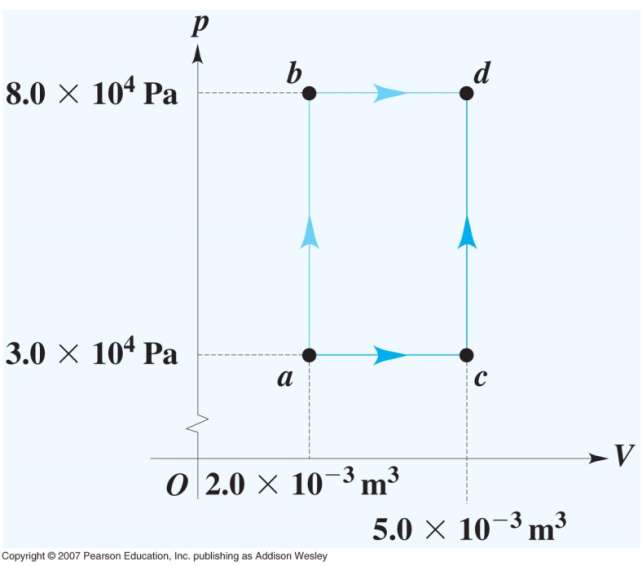 p
b
d
8.0 × 10⁴ Pa
3.0 × 10⁴ Pa
a
c
V
O
2.0 × 10⁻³ m³
5.0 × 10⁻³ m³
Copyright © 2007 Pearson Education, Inc. publishing as Addison Wesley